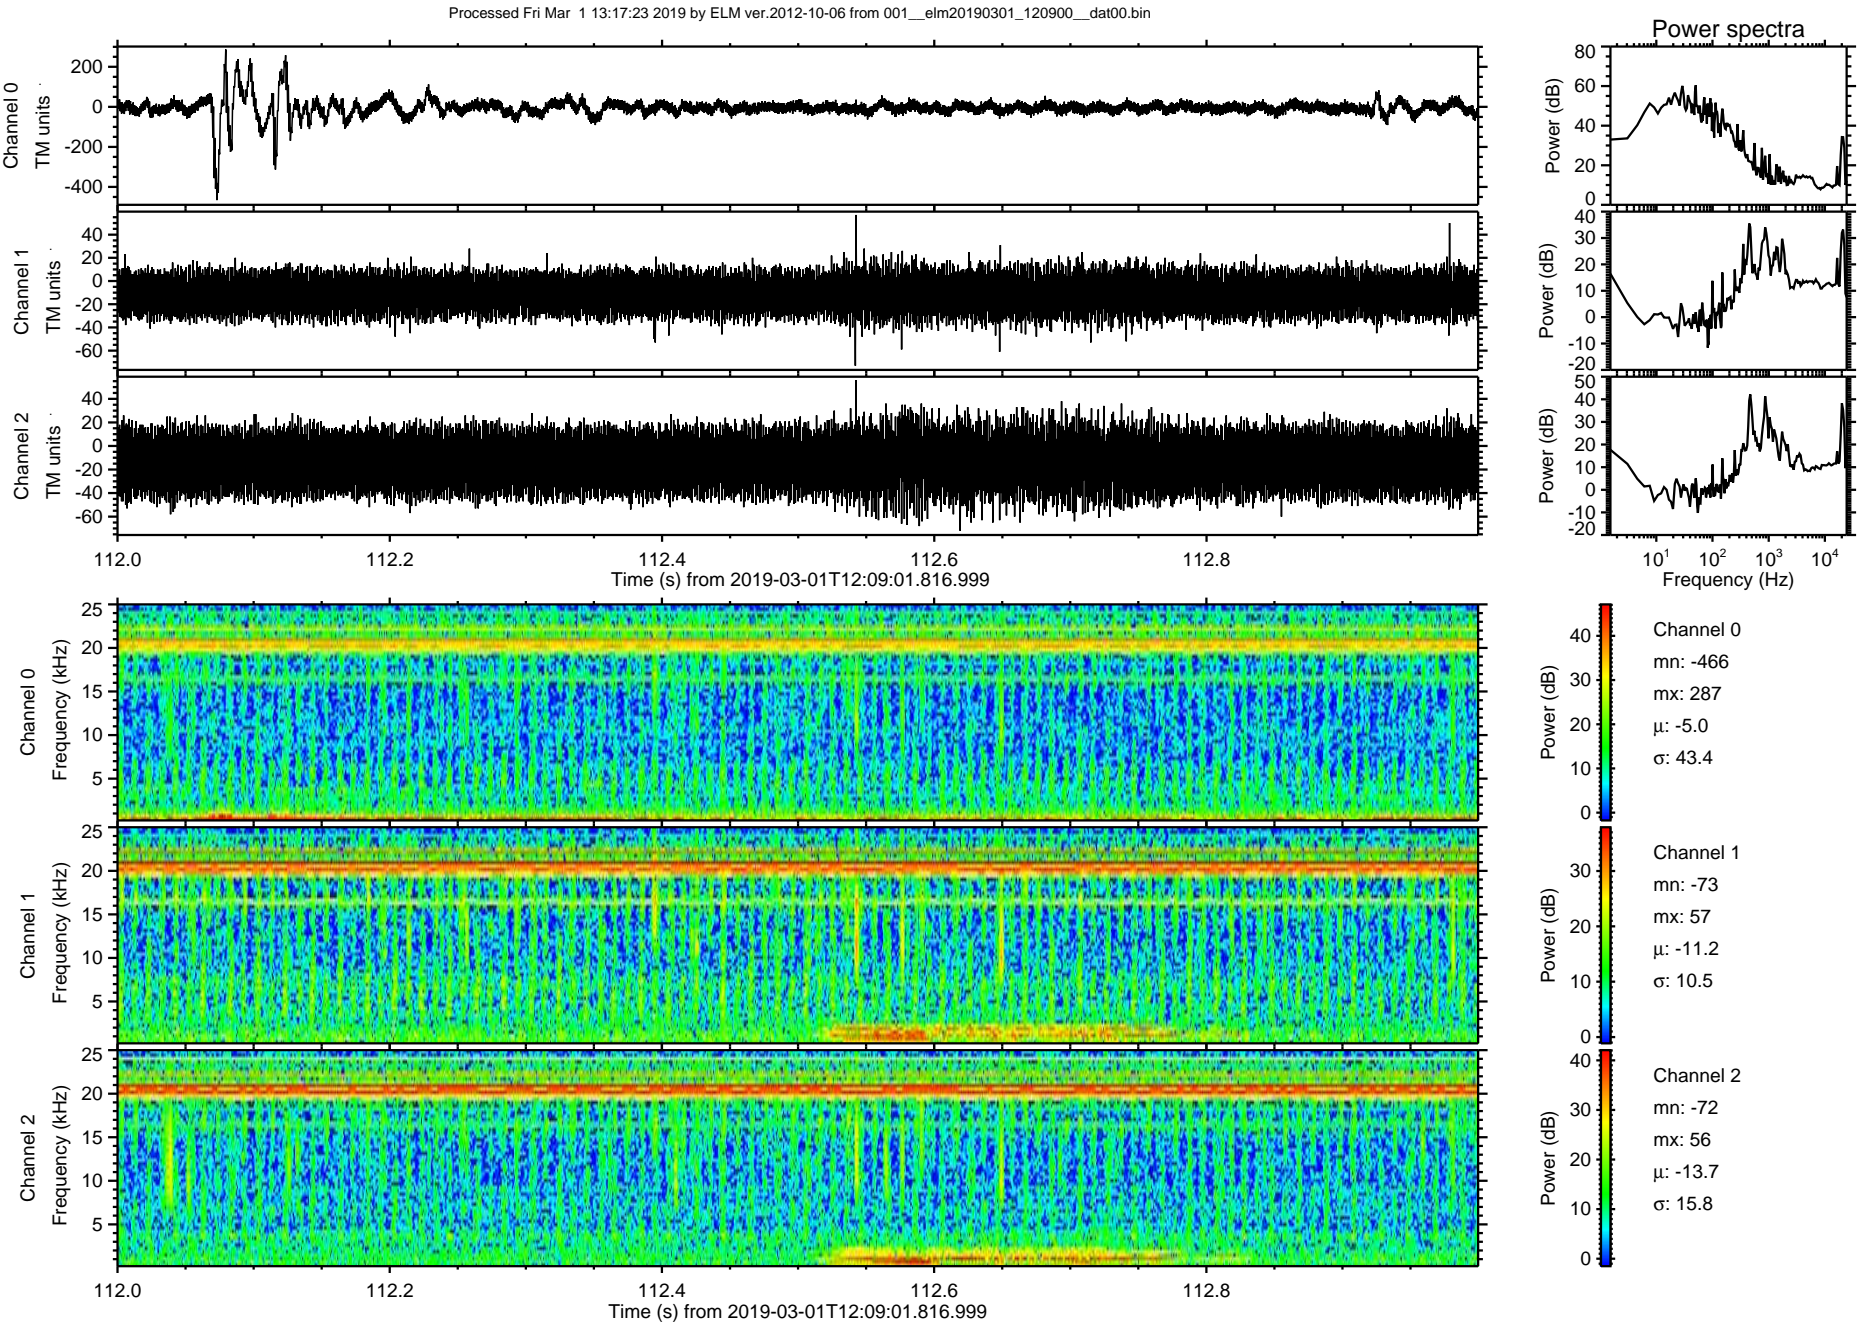 Processed Fri Mar  1 13:17:23 2019 by ELM ver.2012-10-06 from 001__elm20190301_120900__dat00.bin
Power spectra
Channel 0
TM units
200
0
-200
-400
Power (dB)
80
60
40
20
0
Channel 1
TM units
40
20
0
-20
-40
-60
Power (dB)
40
30
20
10
0
-10
-20
Channel 2
TM units
40
20
0
-20
-40
-60
Power (dB)
50
40
30
20
10
0
-10
-20
112.0 112.2 112.4 112.6 112.8
Time (s) from 2019-03-01T12:09:01.816.999
10^1 10^2 10^3 10^4
Frequency (Hz)
Channel 0
Frequency (kHz)
25
20
15
10
5
Power (dB)
40
30
20
10
0
Channel 0
mn: -466
mx: 287
μ: -5.0
σ: 43.4
Channel 1
Frequency (kHz)
25
20
15
10
5
Power (dB)
30
20
10
0
Channel 1
mn: -73
mx: 57
μ: -11.2
σ: 10.5
Channel 2
Frequency (kHz)
25
20
15
10
5
Power (dB)
40
30
20
10
0
Channel 2
mn: -72
mx: 56
μ: -13.7
σ: 15.8
112.0 112.2 112.4 112.6 112.8
Time (s) from 2019-03-01T12:09:01.816.999